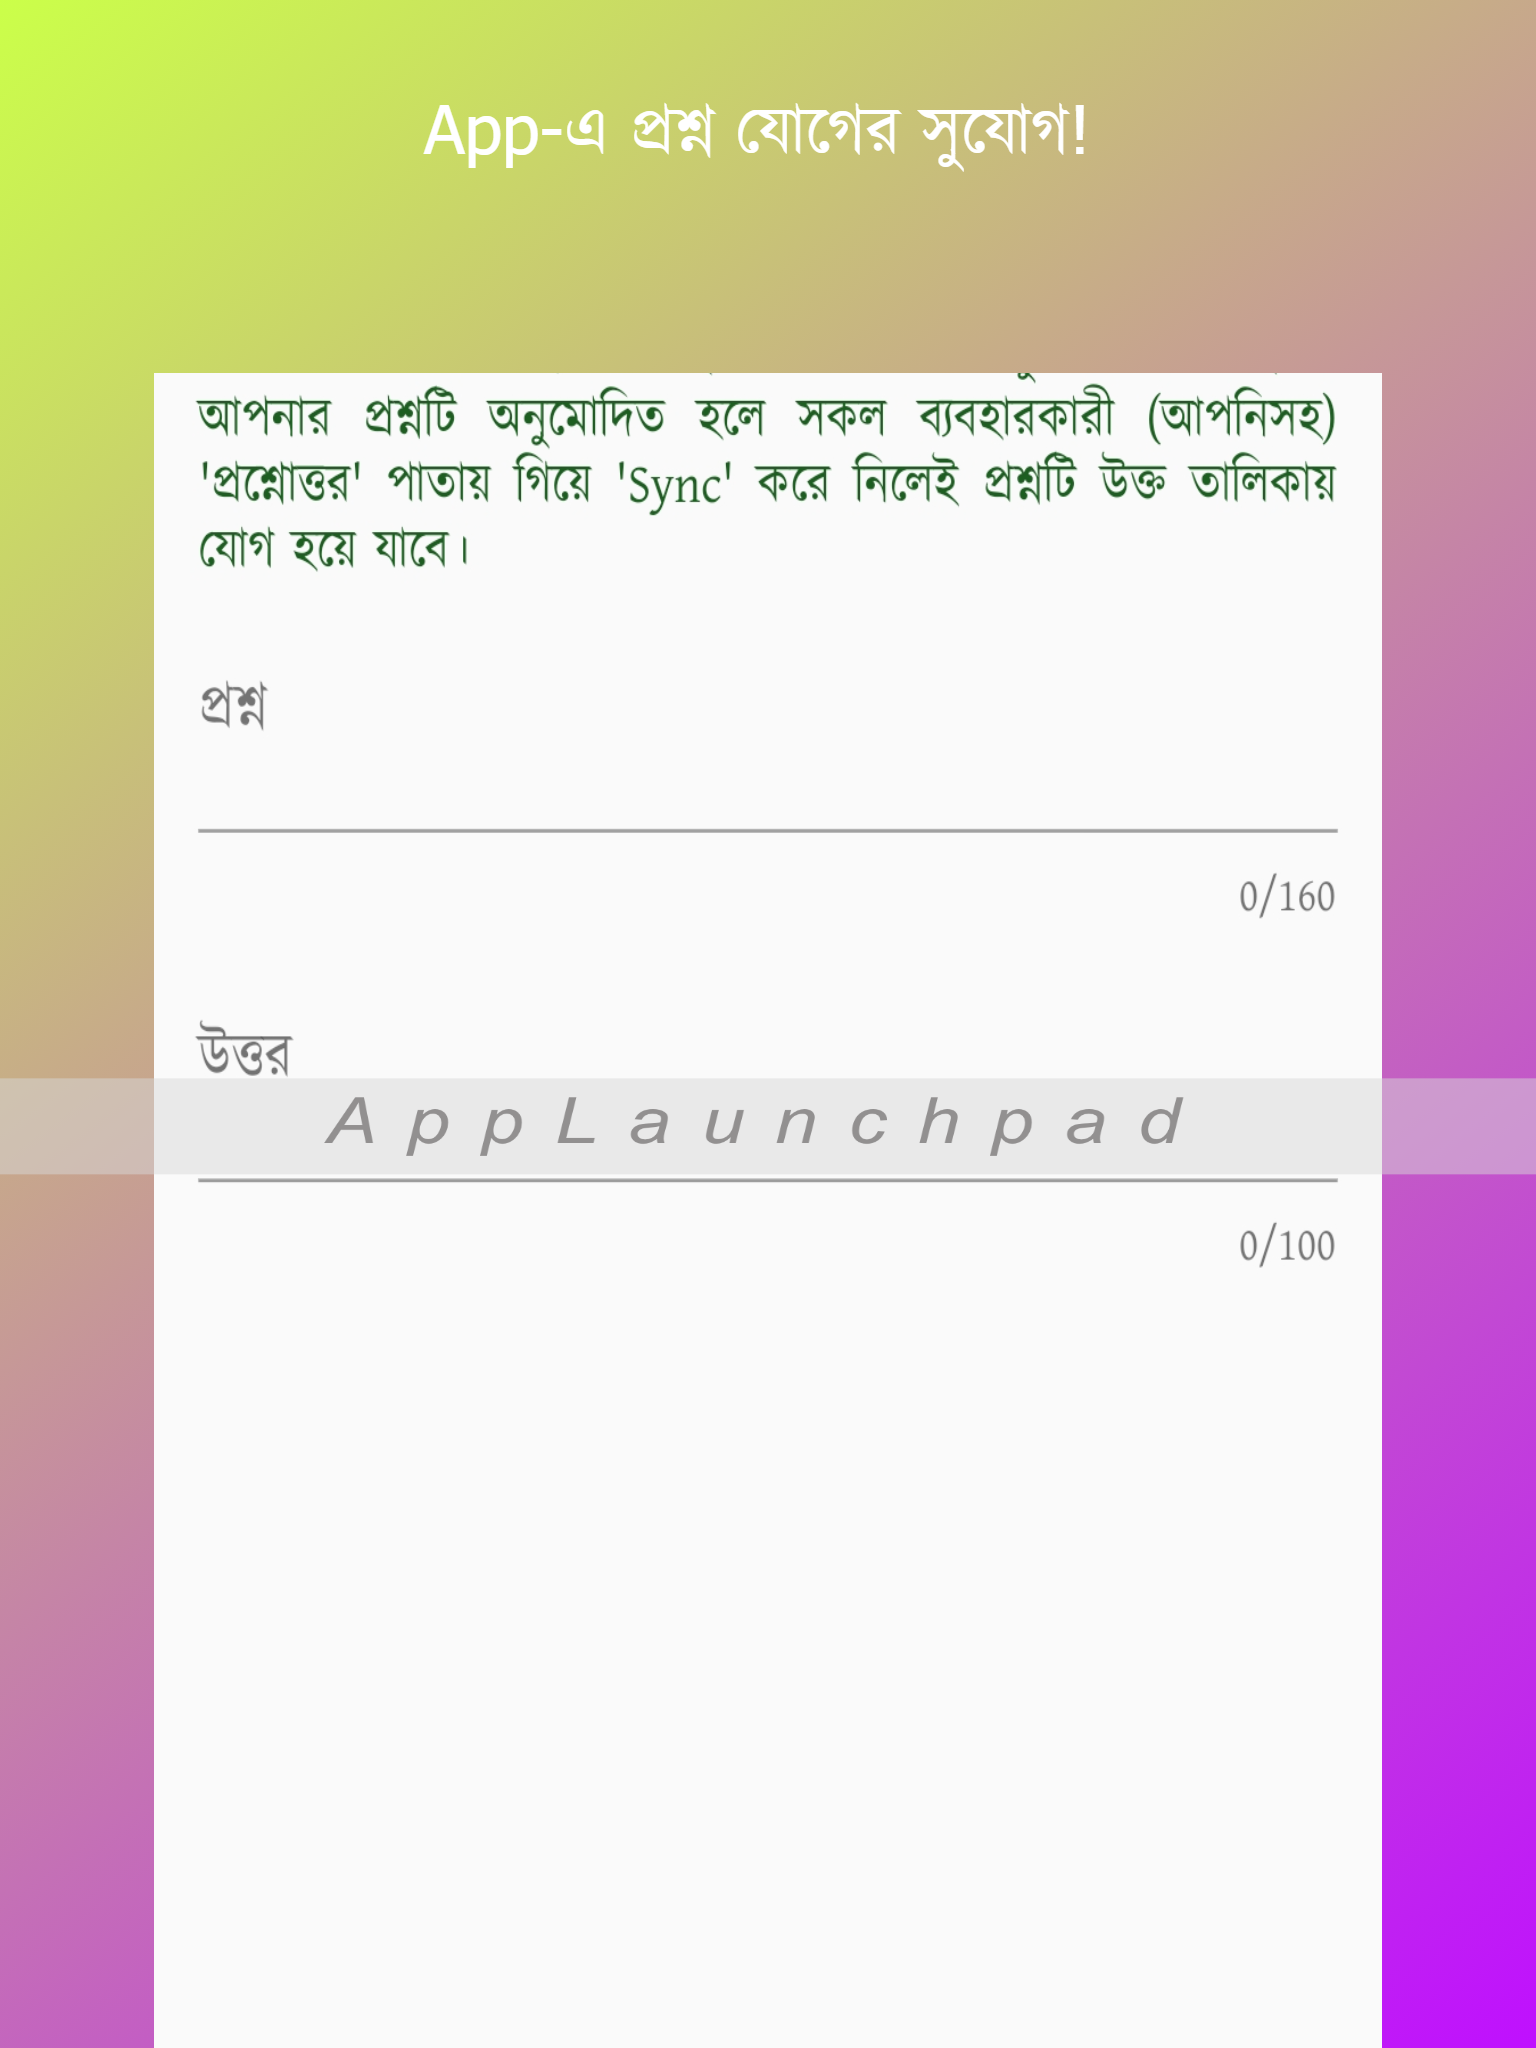 App-এ প্রশ্ন যোগের সুযোগ!
আপনার প্রশ্নটি অনুমোদিত হলে সকল ব্যবহারকারী (আপনিসহ)
'প্রশ্নোত্তর' পাতায় গিয়ে 'Sync' করে নিলেই প্রশ্নটি উক্ত তালিকায়
যোগ হয়ে যাবে।
প্রশ্ন
0/160
উত্তর
AppLaunchpad
0/100